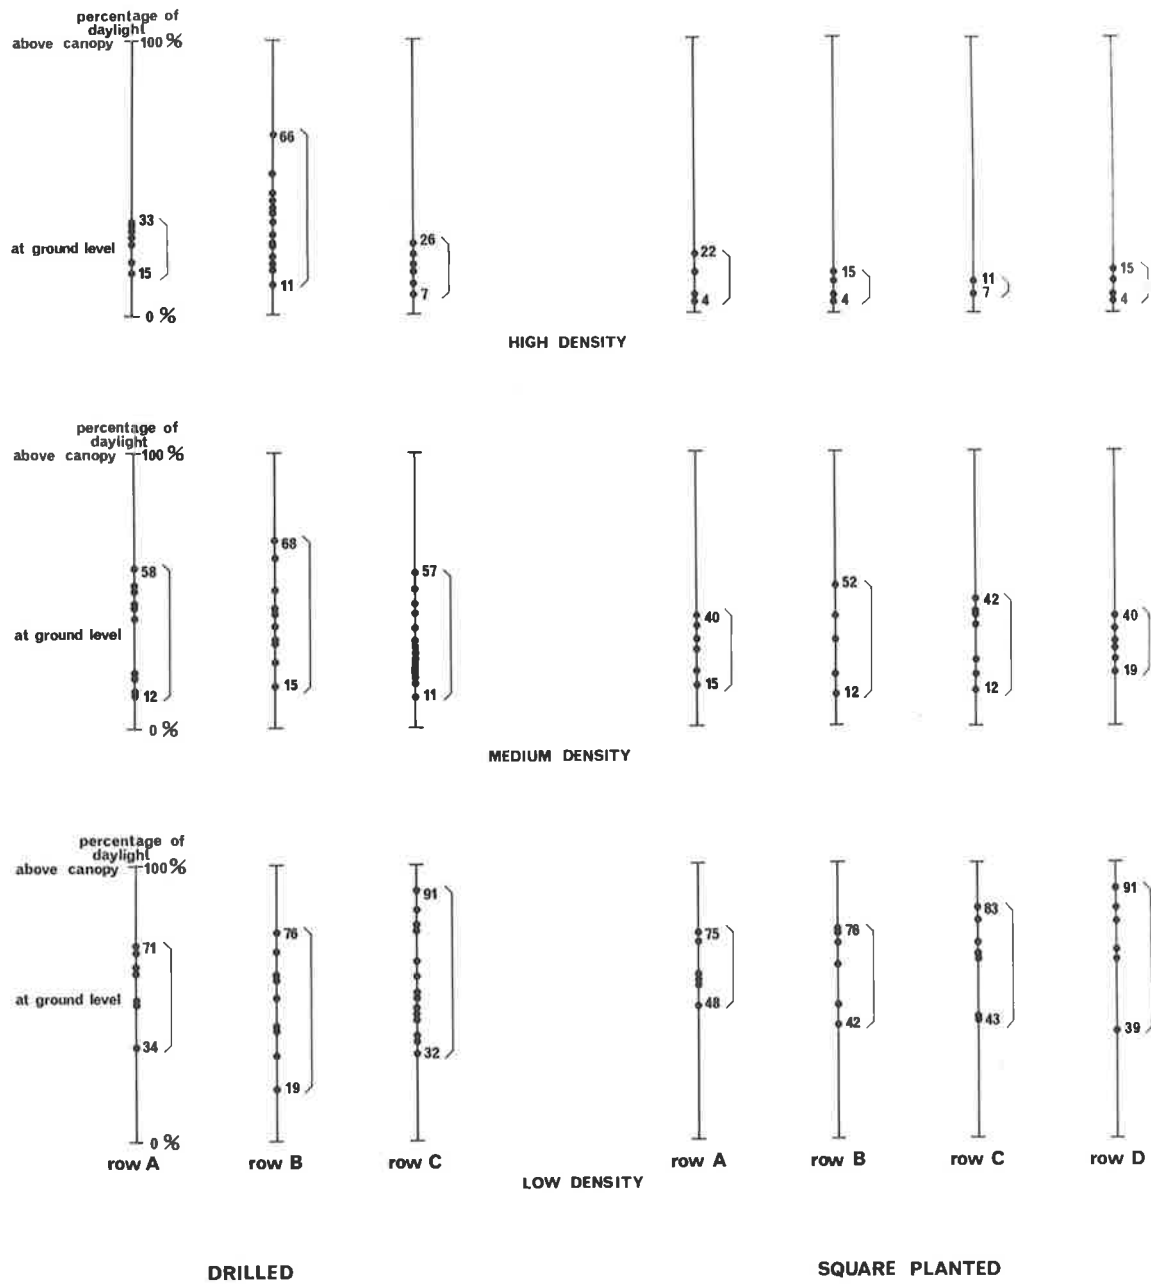 percentage of
daylight
above canopy 100 %
66
33
at ground level
15
11
0 %
26
7
22
4
15
4
11
7
15
4
HIGH DENSITY
percentage of
daylight
above canopy 100 %
58
at ground level
12
0 %
68
15
57
11
40
15
52
12
42
12
40
19
MEDIUM DENSITY
percentage of
daylight
above canopy 100 %
71
at ground level
34
0 %
76
19
91
32
75
48
42
83
43
91
39
row A row B row C row A row B row C row D
LOW DENSITY
DRILLED SQUARE PLANTED